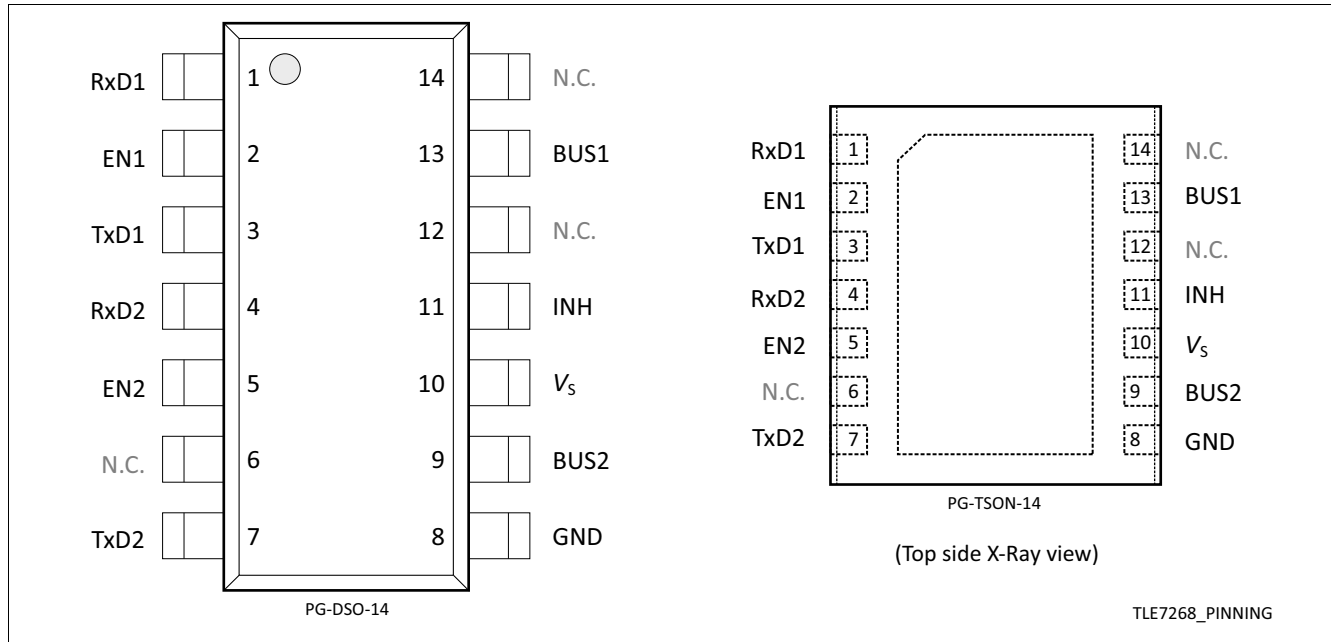 RxD1 1 14 N.C.
EN1 2 13 BUS1
TxD1 3 12 N.C.
RxD2 4 11 INH
EN2 5 10 VS
N.C. 6 9 BUS2
TxD2 7 8 GND
PG-DSO-14
RxD1 1 14 N.C.
EN1 2 13 BUS1
TxD1 3 12 N.C.
RxD2 4 11 INH
EN2 5 10 VS
N.C. 6 9 BUS2
TxD2 7 8 GND
PG-TSON-14
(Top side X-Ray view)
TLE7268_PINNING